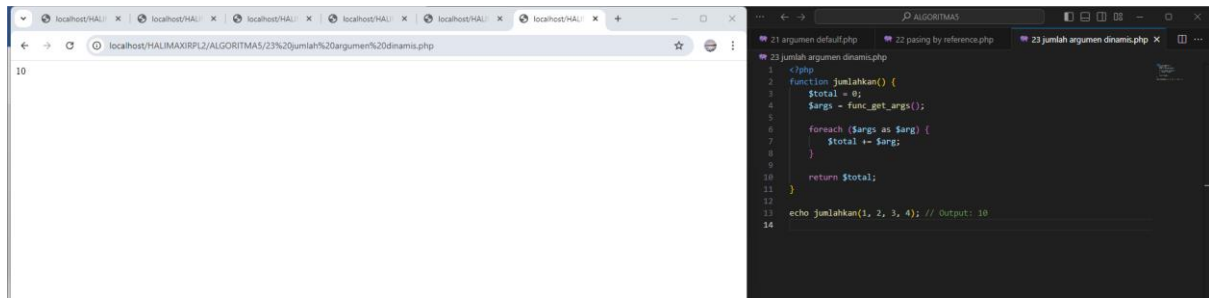 localhost/HALI
localhost/HALI
localhost/HALI
localhost/HALI
localhost/HALI
localhost/HALI
localhost/HALIMAXIRPL2/ALGORITMA5/23%20jumlah%20argumen%20dinamis.php
10
ALGORITMA5
21 argumen defaulf.php
22 pasing by reference.php
23 jumlah argumen dinamis.php
23 jumlah argumen dinamis.php
1 <?php
2 function jumlahkan() {
3 $total = 0;
4 $args = func_get_args();
5
6 foreach ($args as $arg) {
7 $total += $arg;
8 }
9
10 return $total;
11 }
12
13 echo jumlahkan(1, 2, 3, 4); // Output: 10
14